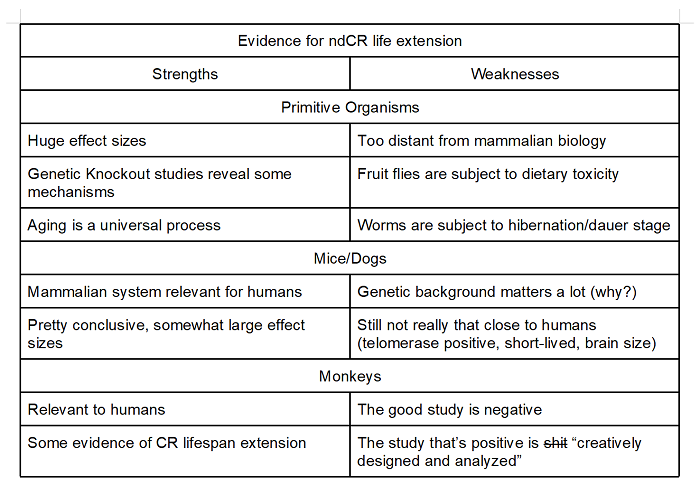 Evidence for ndCR life extension
Strengths
Weaknesses
Primitive Organisms
Huge effect sizes
Too distant from mammalian biology
Genetic Knockout studies reveal some
mechanisms
Fruit flies are subject to dietary toxicity
Aging is a universal process
Worms are subject to hibernation/dauer stage
Mice/Dogs
Mammalian system relevant for humans
Genetic background matters a lot (why?)
Pretty conclusive, somewhat large effect
sizes
Still not really that close to humans
(telomerase positive, short-lived, brain size)
Monkeys
Relevant to humans
The good study is negative
Some evidence of CR lifespan extension
The study that’s positive is shit “creatively
designed and analyzed”